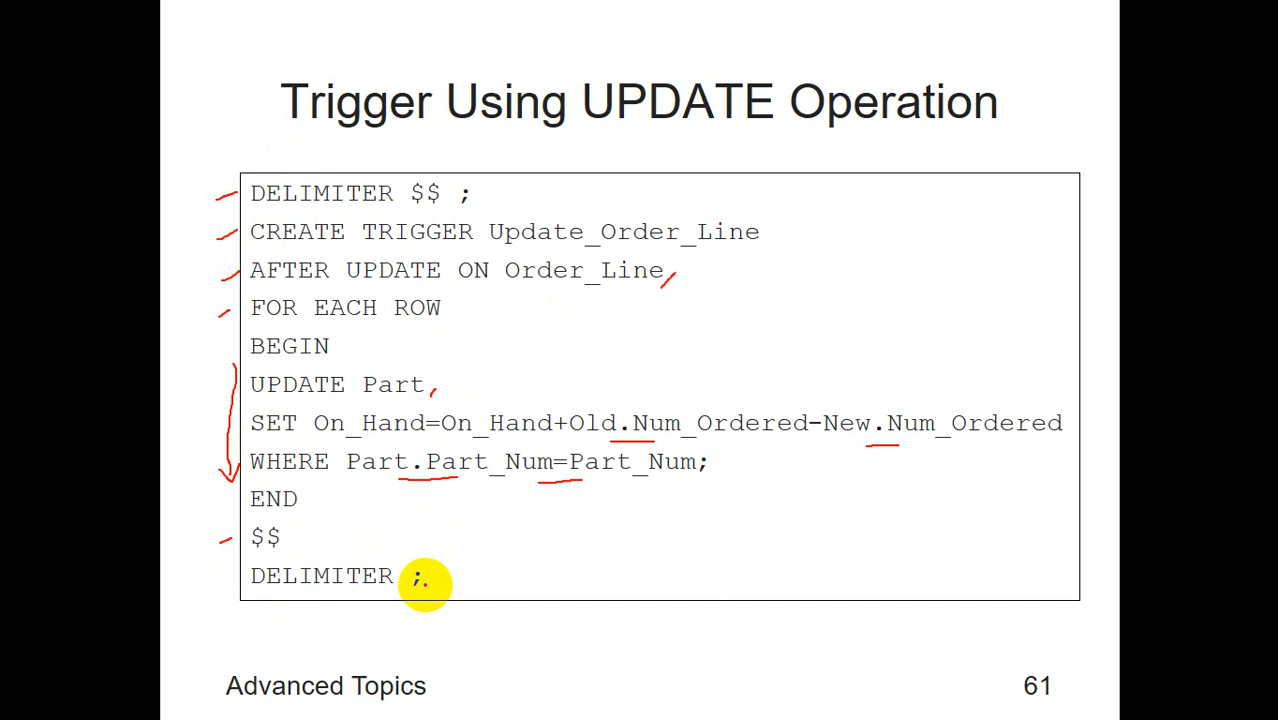 Trigger Using UPDATE Operation
DELIMITER $$ ;
CREATE TRIGGER Update_Order_Line
AFTER UPDATE ON Order_Line
FOR EACH ROW
BEGIN
UPDATE Part
SET On_Hand=On_Hand+Old.Num_Ordered-New.Num_Ordered
WHERE Part.Part_Num=Part_Num;
END
$$
DELIMITER ;
Advanced Topics
61